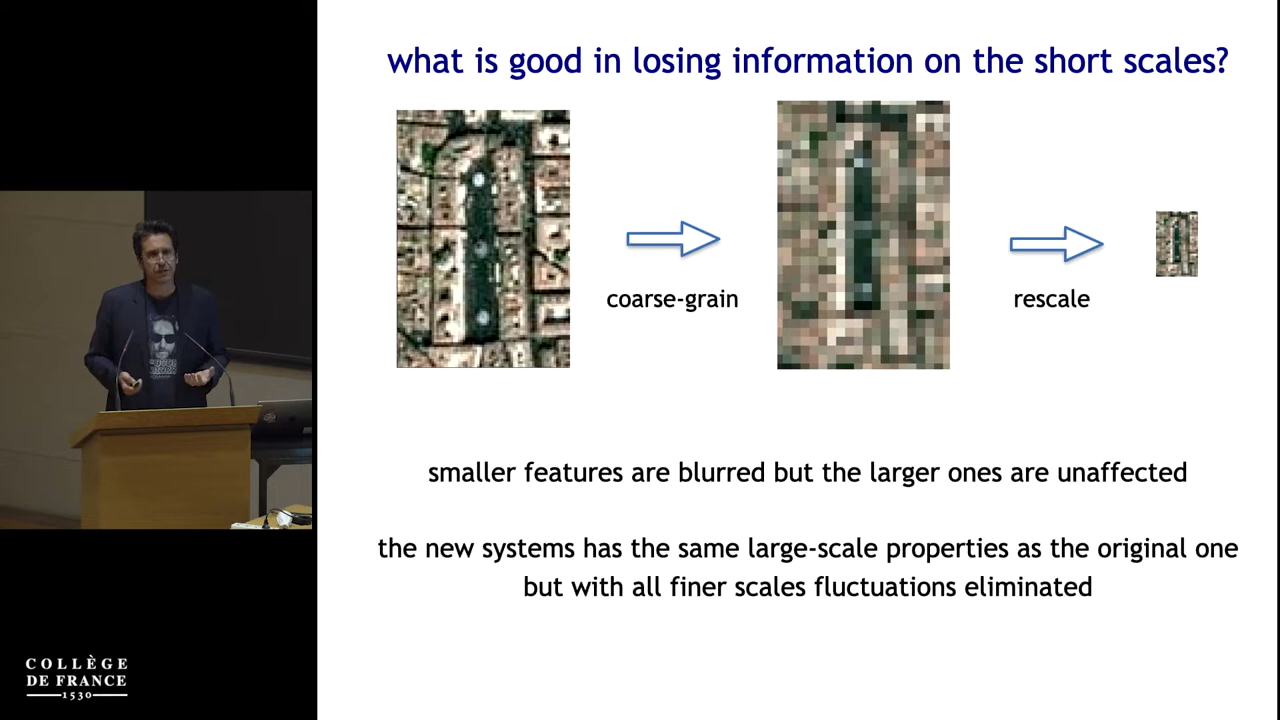 what is good in losing information on the short scales?
coarse-grain
rescale
smaller features are blurred but the larger ones are unaffected
the new systems has the same large-scale properties as the original one
but with all finer scales fluctuations eliminated
COLLÈGE
DE FRANCE
1530